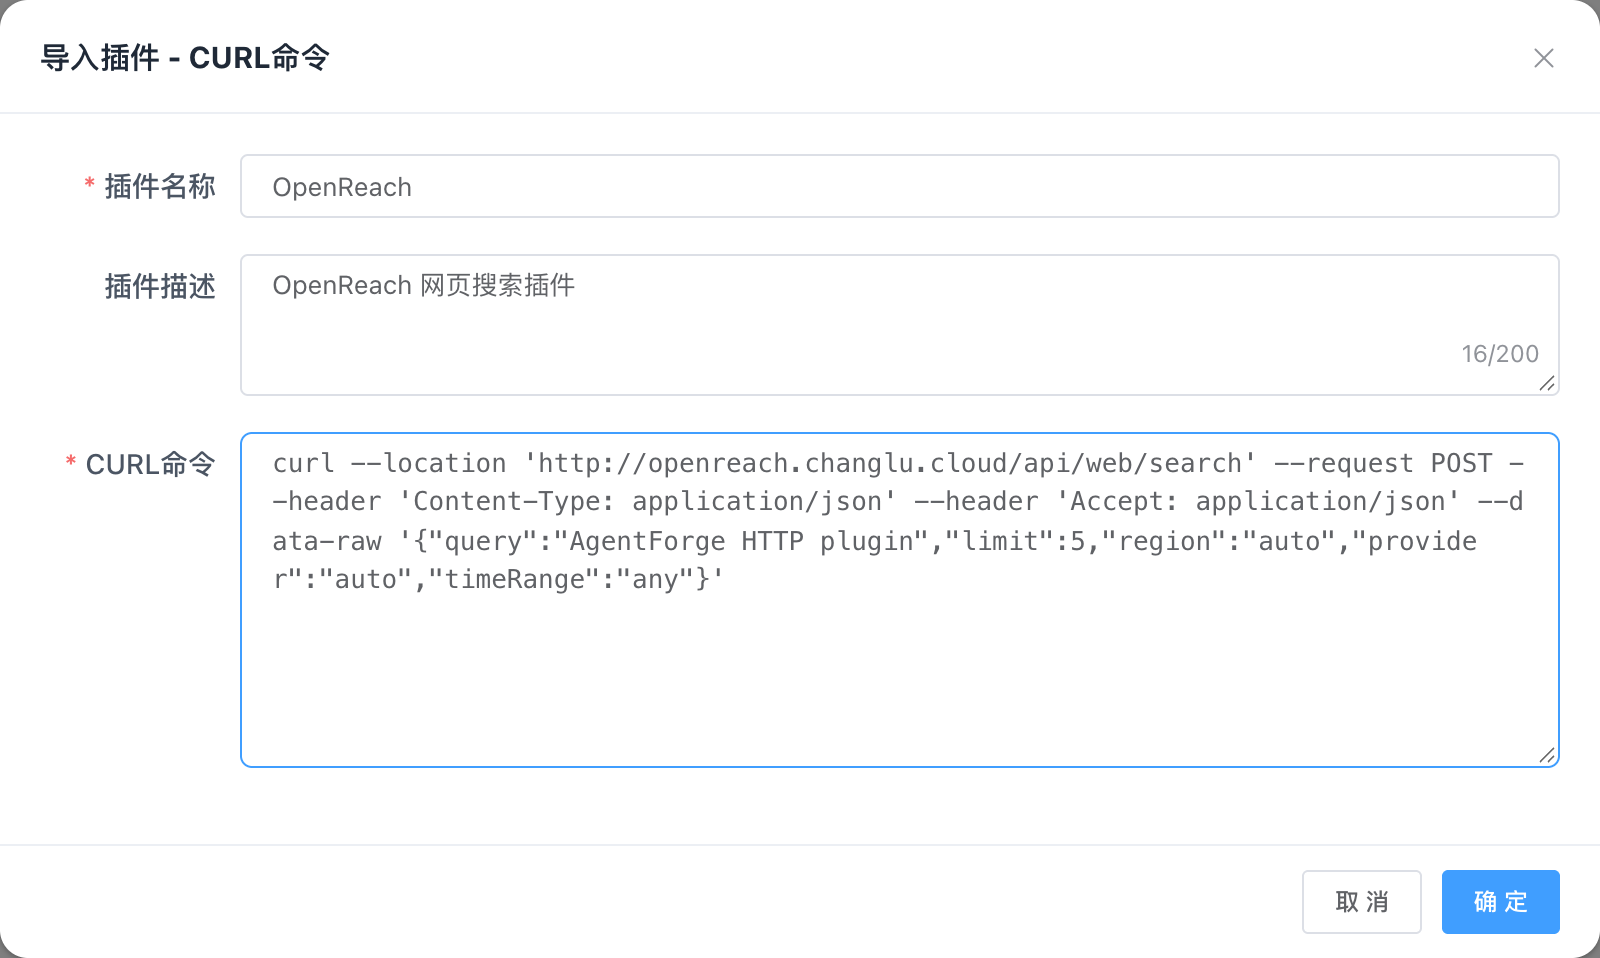 导入插件 - CURL命令
* 插件名称
OpenReach
插件描述
OpenReach 网页搜索插件
16/200
* CURL命令
curl --location 'http://openreach.changlu.cloud/api/web/search' --request POST -
-header 'Content-Type: application/json' --header 'Accept: application/json' --d
ata-raw '{"query":"AgentForge HTTP plugin","limit":5,"region":"auto","provide
r":"auto","timeRange":"any"}'
取消
确定